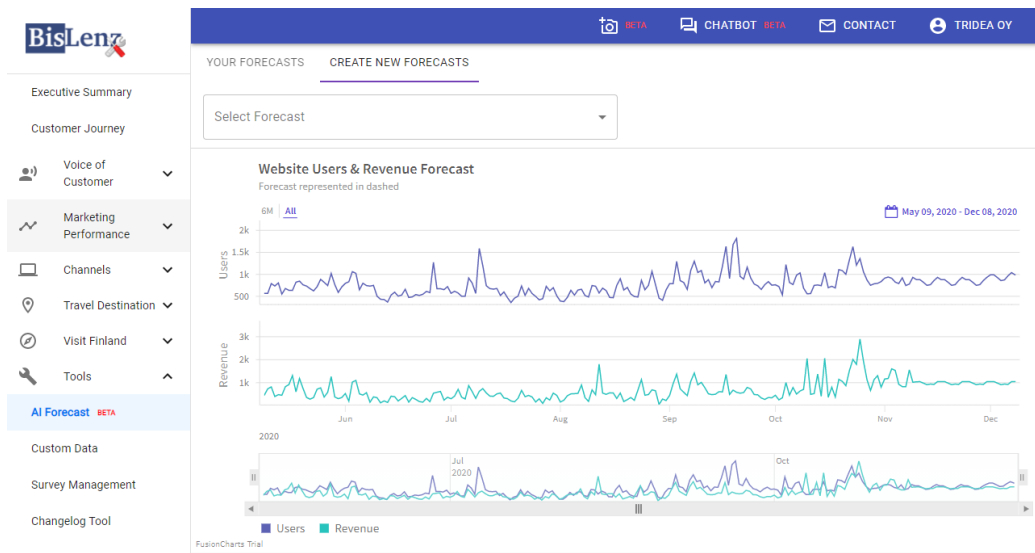 BisLenz
BETA
CHATBOT BETA
CONTACT
TRIDEA OY
YOUR FORECASTS
CREATE NEW FORECASTS
Executive Summary
Customer Journey
Voice of
Customer
Marketing
Performance
Channels
Travel Destination
Visit Finland
Tools
AI Forecast BETA
Custom Data
Survey Management
Changelog Tool
Select Forecast
Website Users & Revenue Forecast
Forecast represented in dashed
6M All
May 09, 2020 - Dec 08, 2020
Users
2k
1.5k
1k
500
Revenue
3k
2k
1k
Jun Jul Aug Sep Oct Nov Dec
2020
Jul
2020
Oct
Users Revenue
FusionCharts Trial